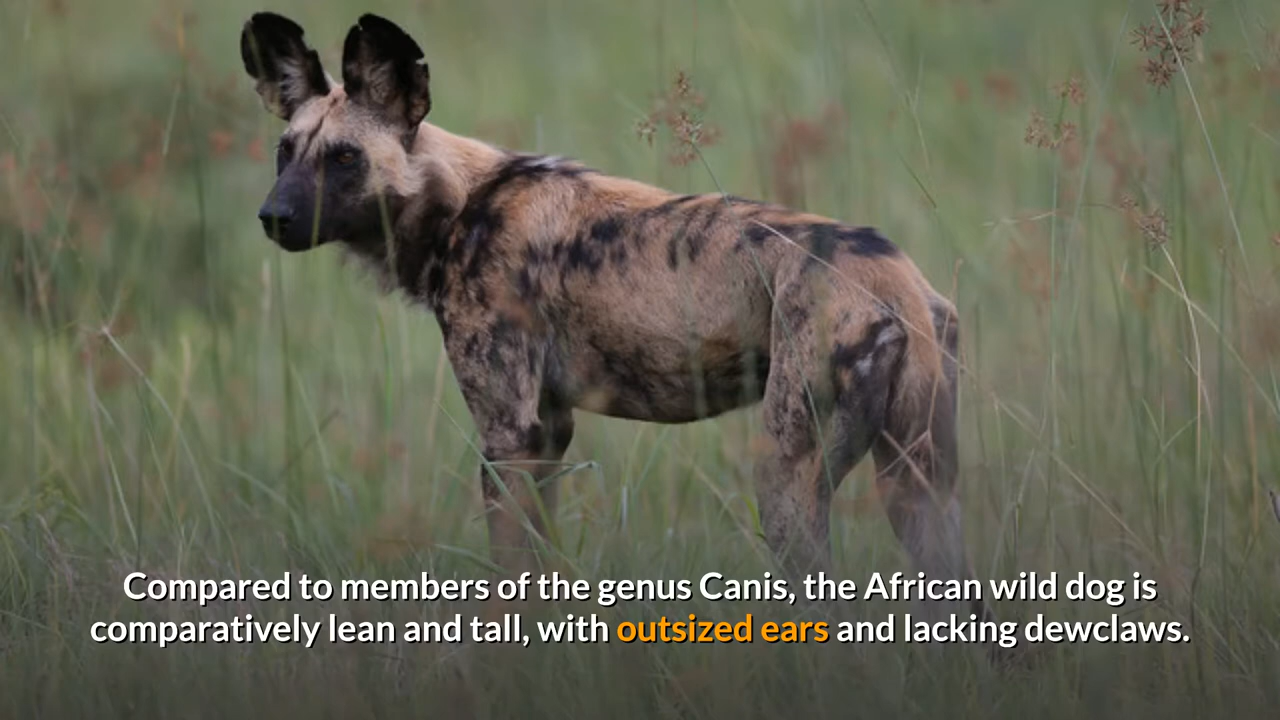 Compared to members of the genus Canis, the African wild dog is
comparatively lean and tall, with outsized ears and lacking dewclaws.